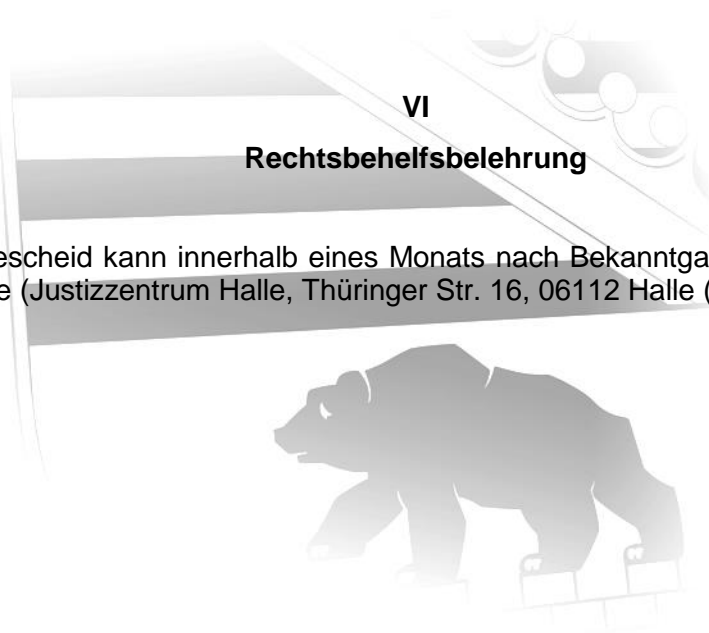 VI
Rechtsbehelfsbelehrung
escheid kann innerhalb eines Monats nach Bekanntga
e (Justizzentrum Halle, Thüringer Str. 16, 06112 Halle (